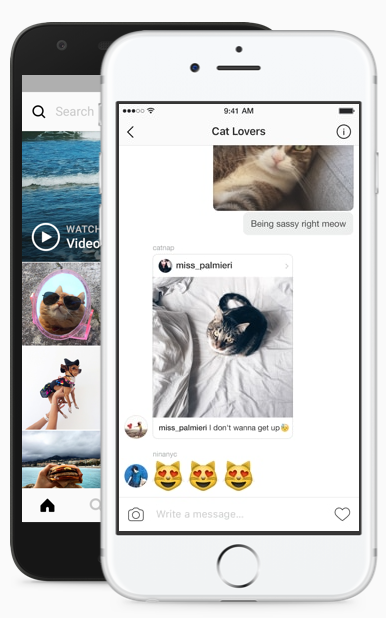 Search
WATCH
Video
9:41 AM
Cat Lovers
Being sassy right meow
catnap
miss_palmieri
miss_palmieri I don't wanna get up
ninanyc
Write a message...